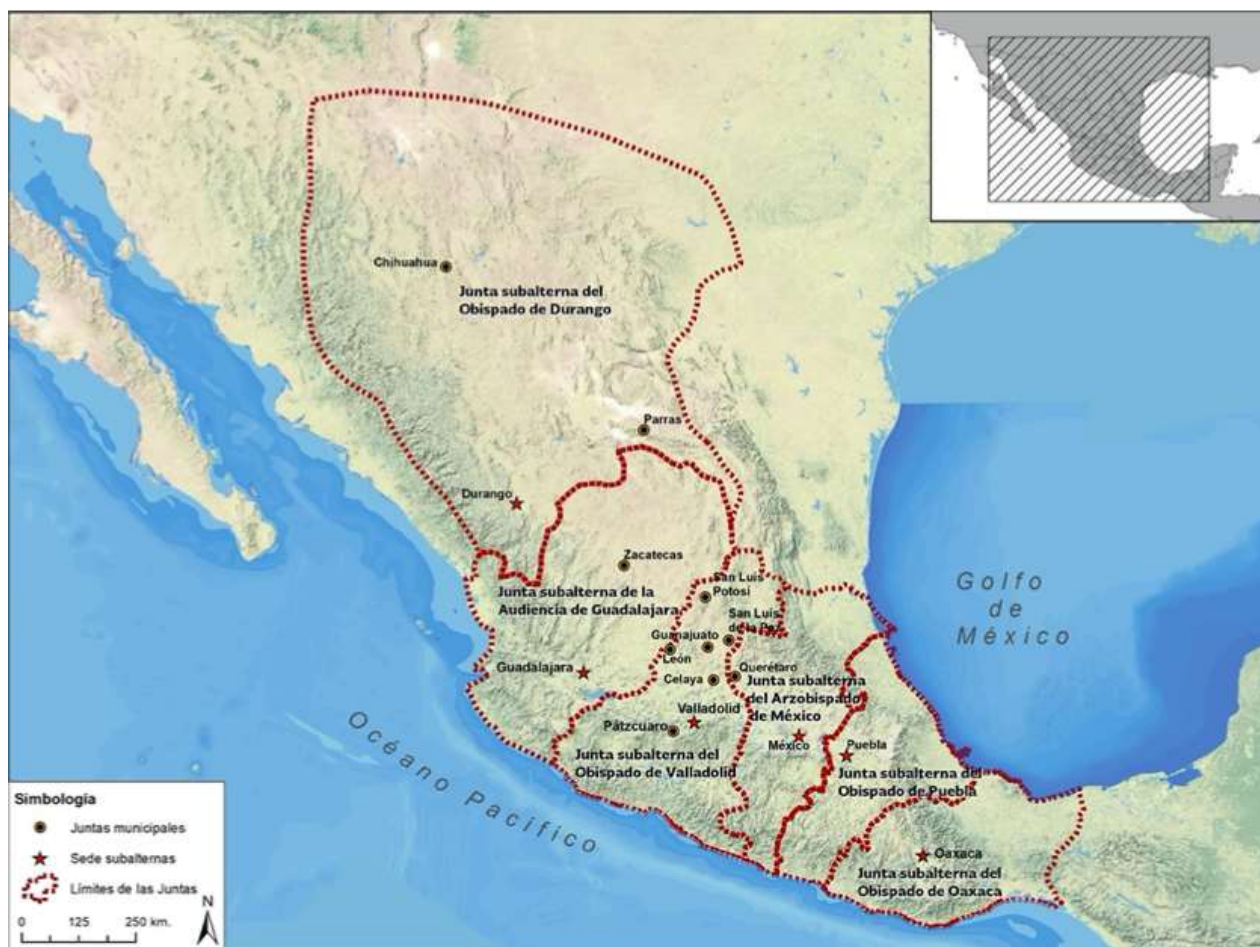 Chihuahua
Junta subalterna del
Obispado de Durango
Parras
Durango
Zacatecas
Junta subalterna de la
Audiencia de Guadalajara
San Luis
Potosí
San Luis
de la Paz
Guanajuato
León
Guadalajara
Celaya
Querétaro
Junta subalterna
del Arzobispado
de México
Valladolid
Pátzcuaro
México
Puebla
Junta subalterna del
Obispado de Valladolid
Junta subalterna del
Obispado de Puebla
Oaxaca
Junta subalterna del
Obispado de Oaxaca
Golfo
de
México
Océano Pacífico
Simbología
Juntas municipales
Sede subalternas
Límites de las Juntas
0 125 250 km.
N